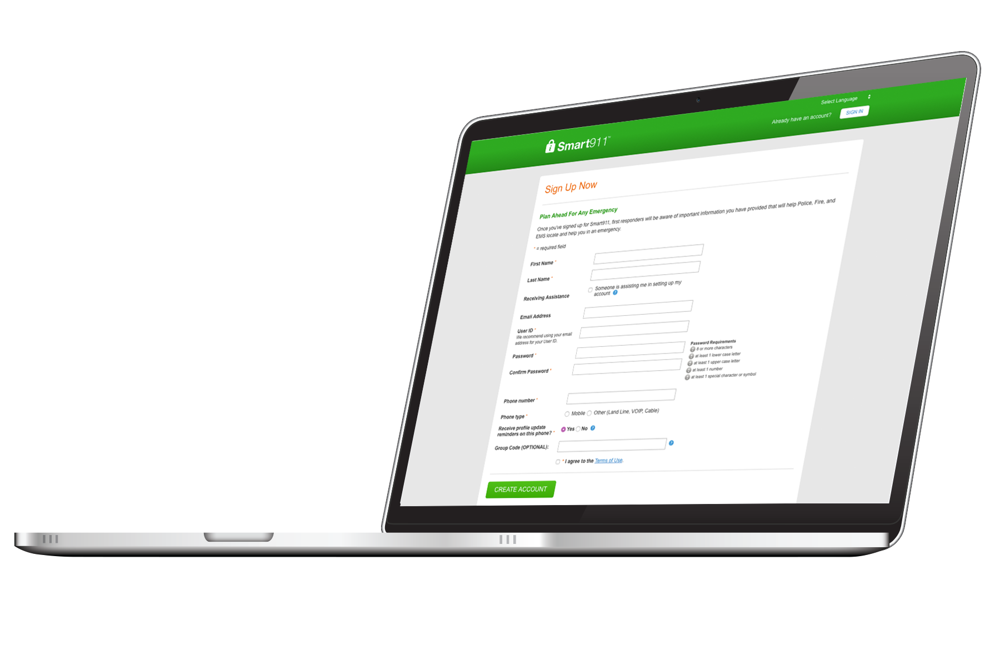 Select Language
Already have an account? SIGN IN
Smart911™
Sign Up Now
Plan Ahead For Any Emergency
Once you've signed up for Smart911, first responders will be aware of important information you have provided that will help Police, Fire, and
EMS locate and help you in an emergency.
* = required field
First Name *
Last Name *
Receiving Assistance
Someone is assisting me in setting up my
account ?
Email Address
User ID *
We recommend using your email
address for your User ID.
Password *
Confirm Password *
Password Requirements
? 8 or more characters
? at least 1 lower case letter
? at least 1 upper case letter
? at least 1 number
? at least 1 special character or symbol
Phone number *
Phone type *
Mobile Other (Land Line, VOIP, Cable)
Receive profile update
reminders on this phone? *
Yes No ?
Group Code (OPTIONAL):
?
* I agree to the Terms of Use.
CREATE ACCOUNT